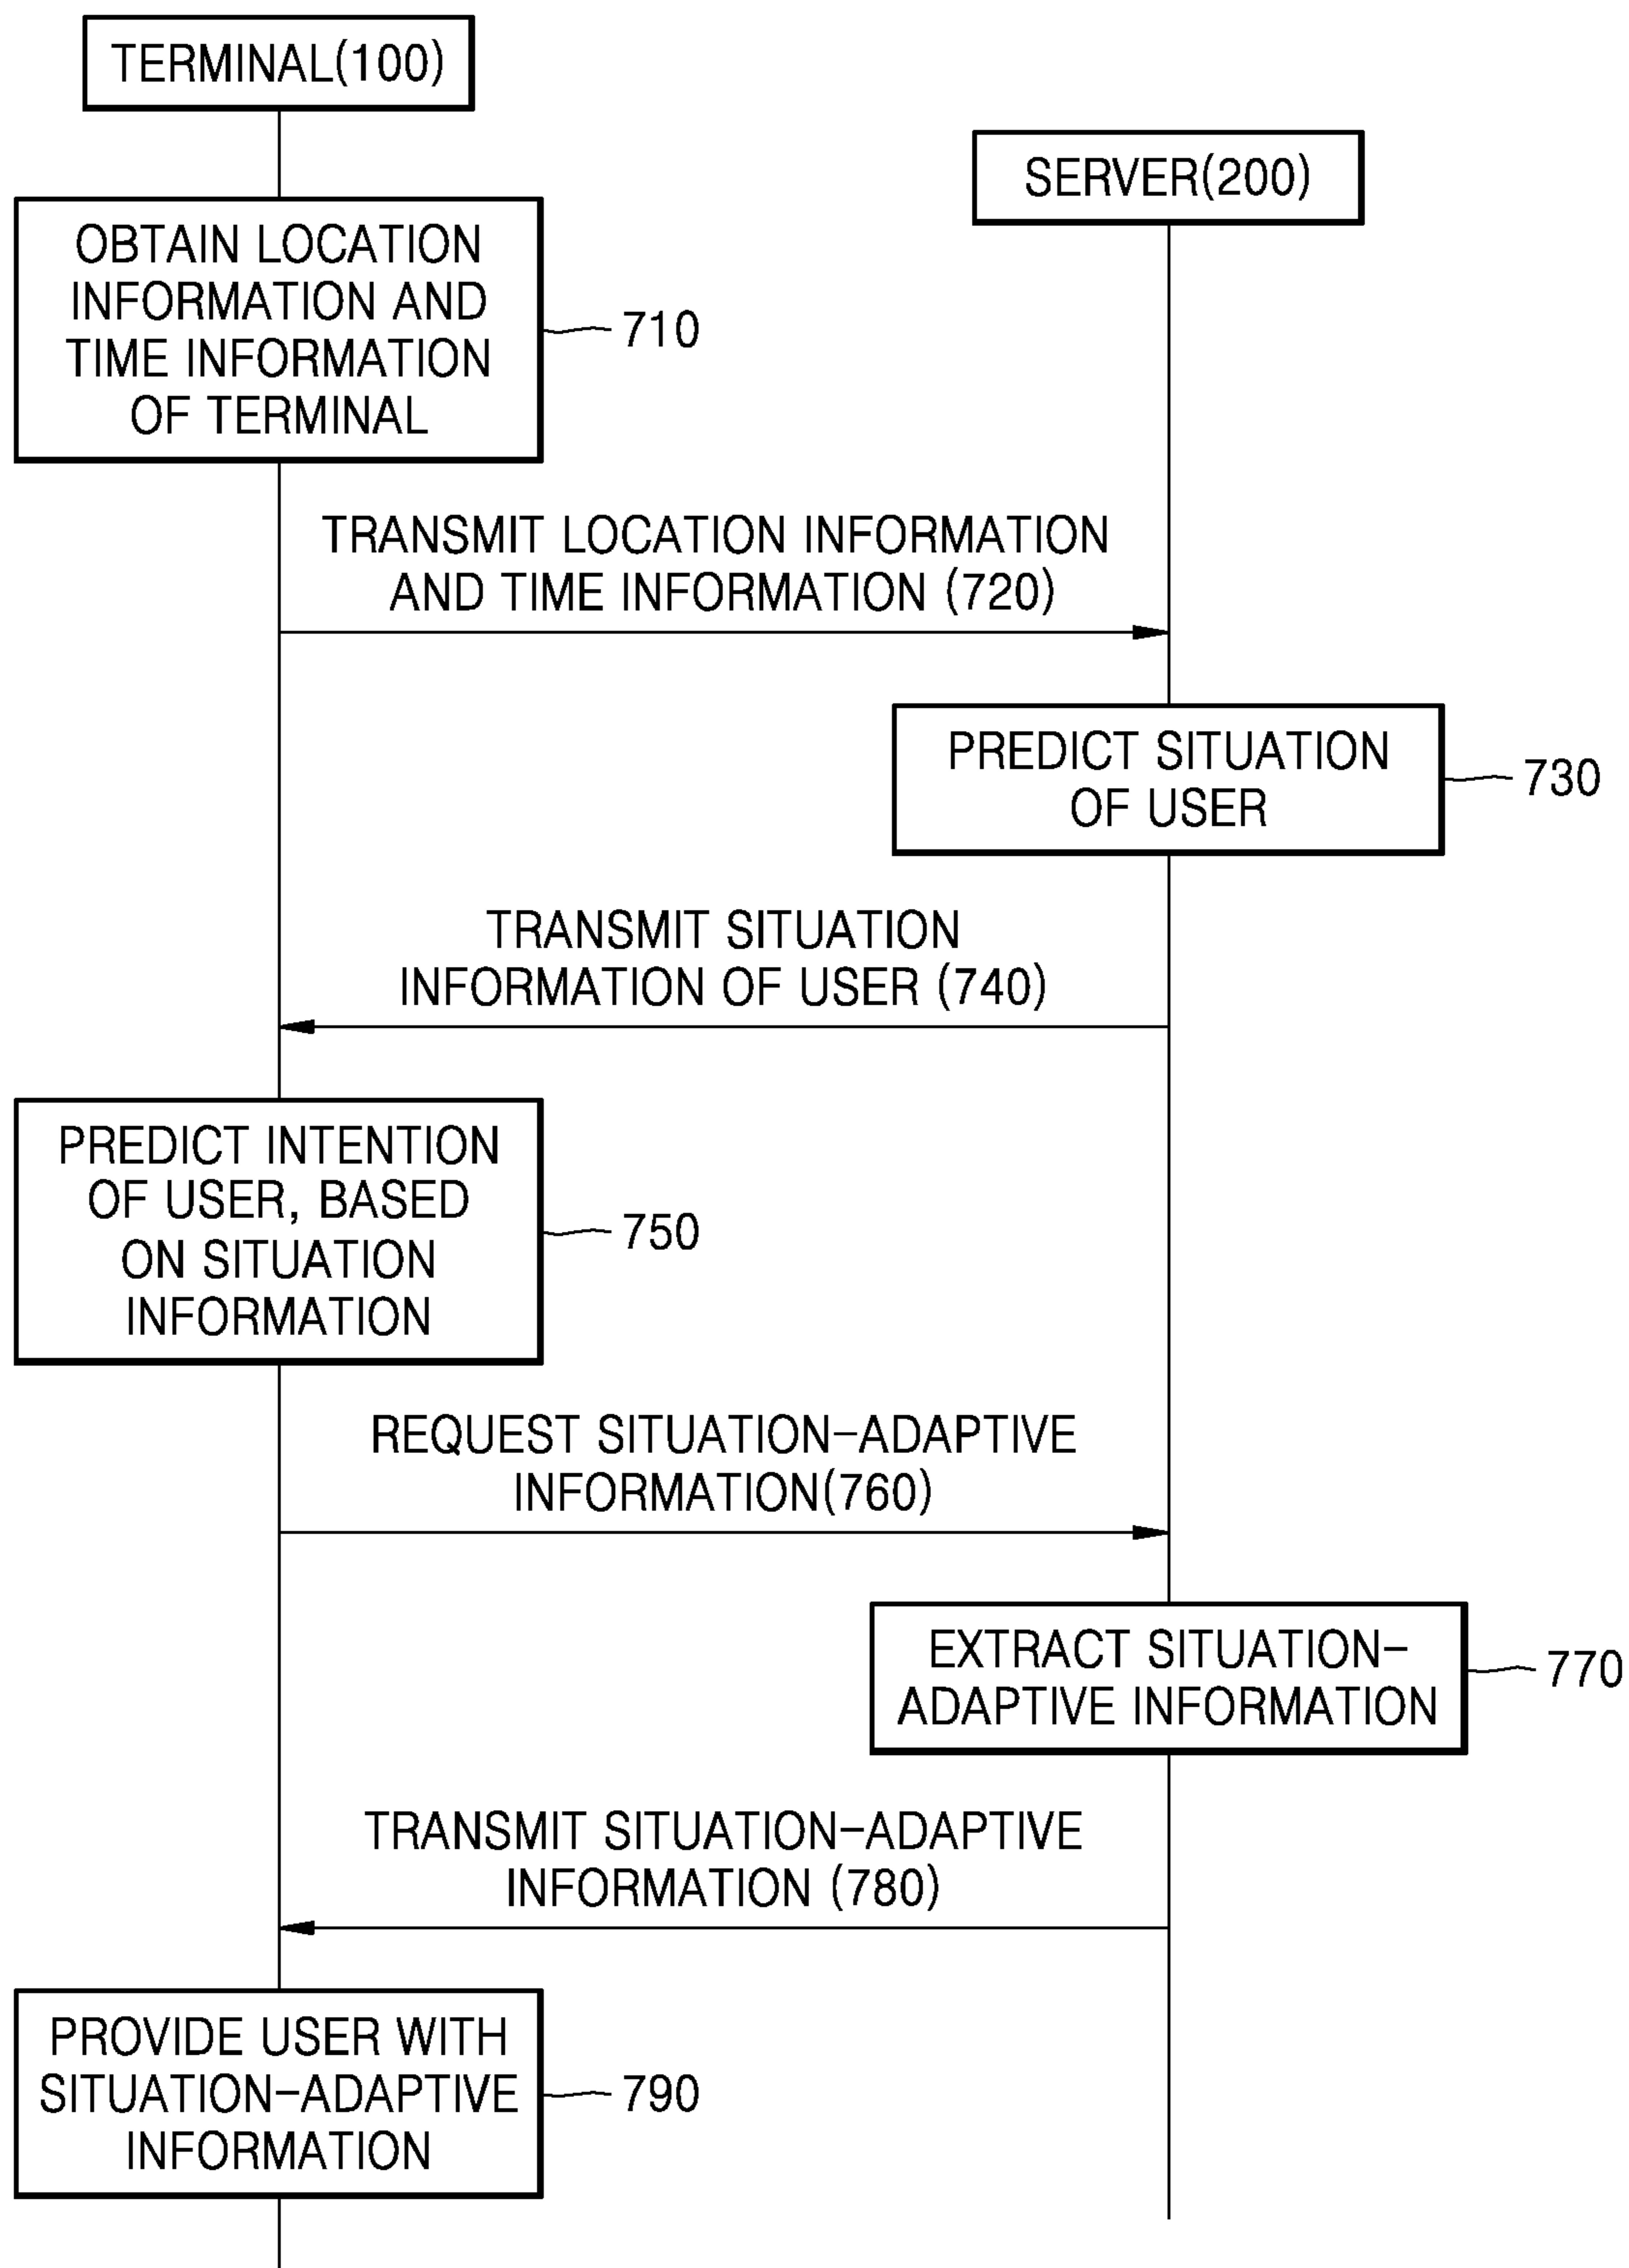 TERMINAL(100)
SERVER(200)
OBTAIN LOCATION
INFORMATION AND
TIME INFORMATION
OF TERMINAL
710
TRANSMIT LOCATION INFORMATION
AND TIME INFORMATION (720)
PREDICT SITUATION
OF USER
730
TRANSMIT SITUATION
INFORMATION OF USER (740)
PREDICT INTENTION
OF USER, BASED
ON SITUATION
INFORMATION
750
REQUEST SITUATION-ADAPTIVE
INFORMATION(760)
EXTRACT SITUATION-
ADAPTIVE INFORMATION
770
TRANSMIT SITUATION-ADAPTIVE
INFORMATION (780)
PROVIDE USER WITH
SITUATION-ADAPTIVE
INFORMATION
790